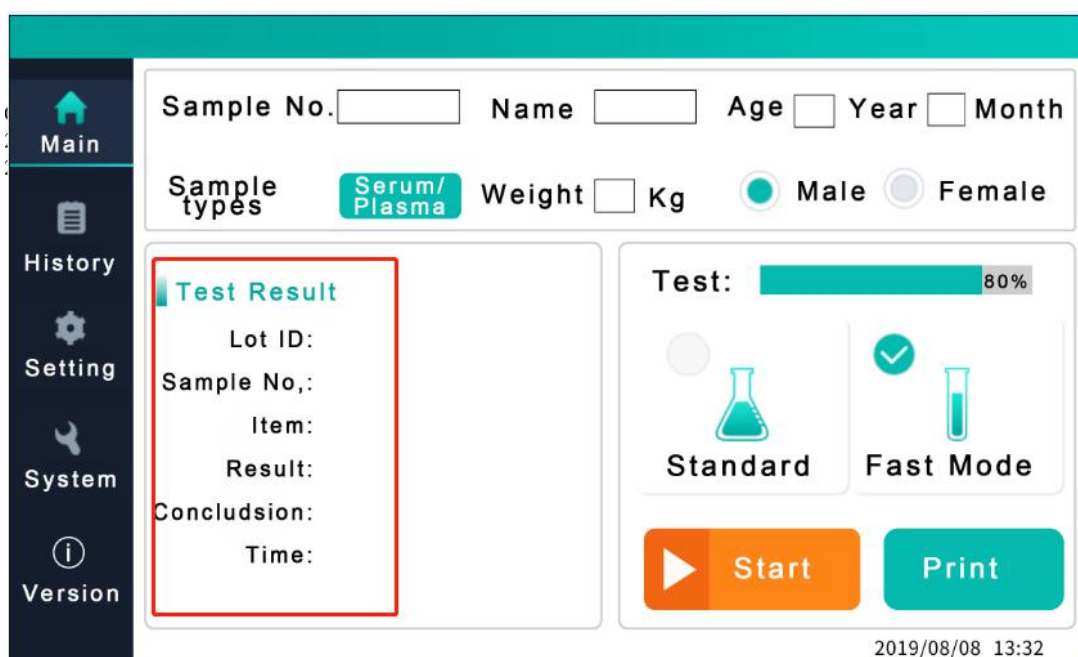 Sample No. Name Age Year Month
Main
Sample types Serum/ Plasma Weight Kg Male Female
History
Test Result
Test: 80%
Lot ID:
Setting
Sample No,:
Item:
Result:
Standard Fast Mode
System
Concludsion:
Time:
Start Print
Version
2019/08/08 13:32